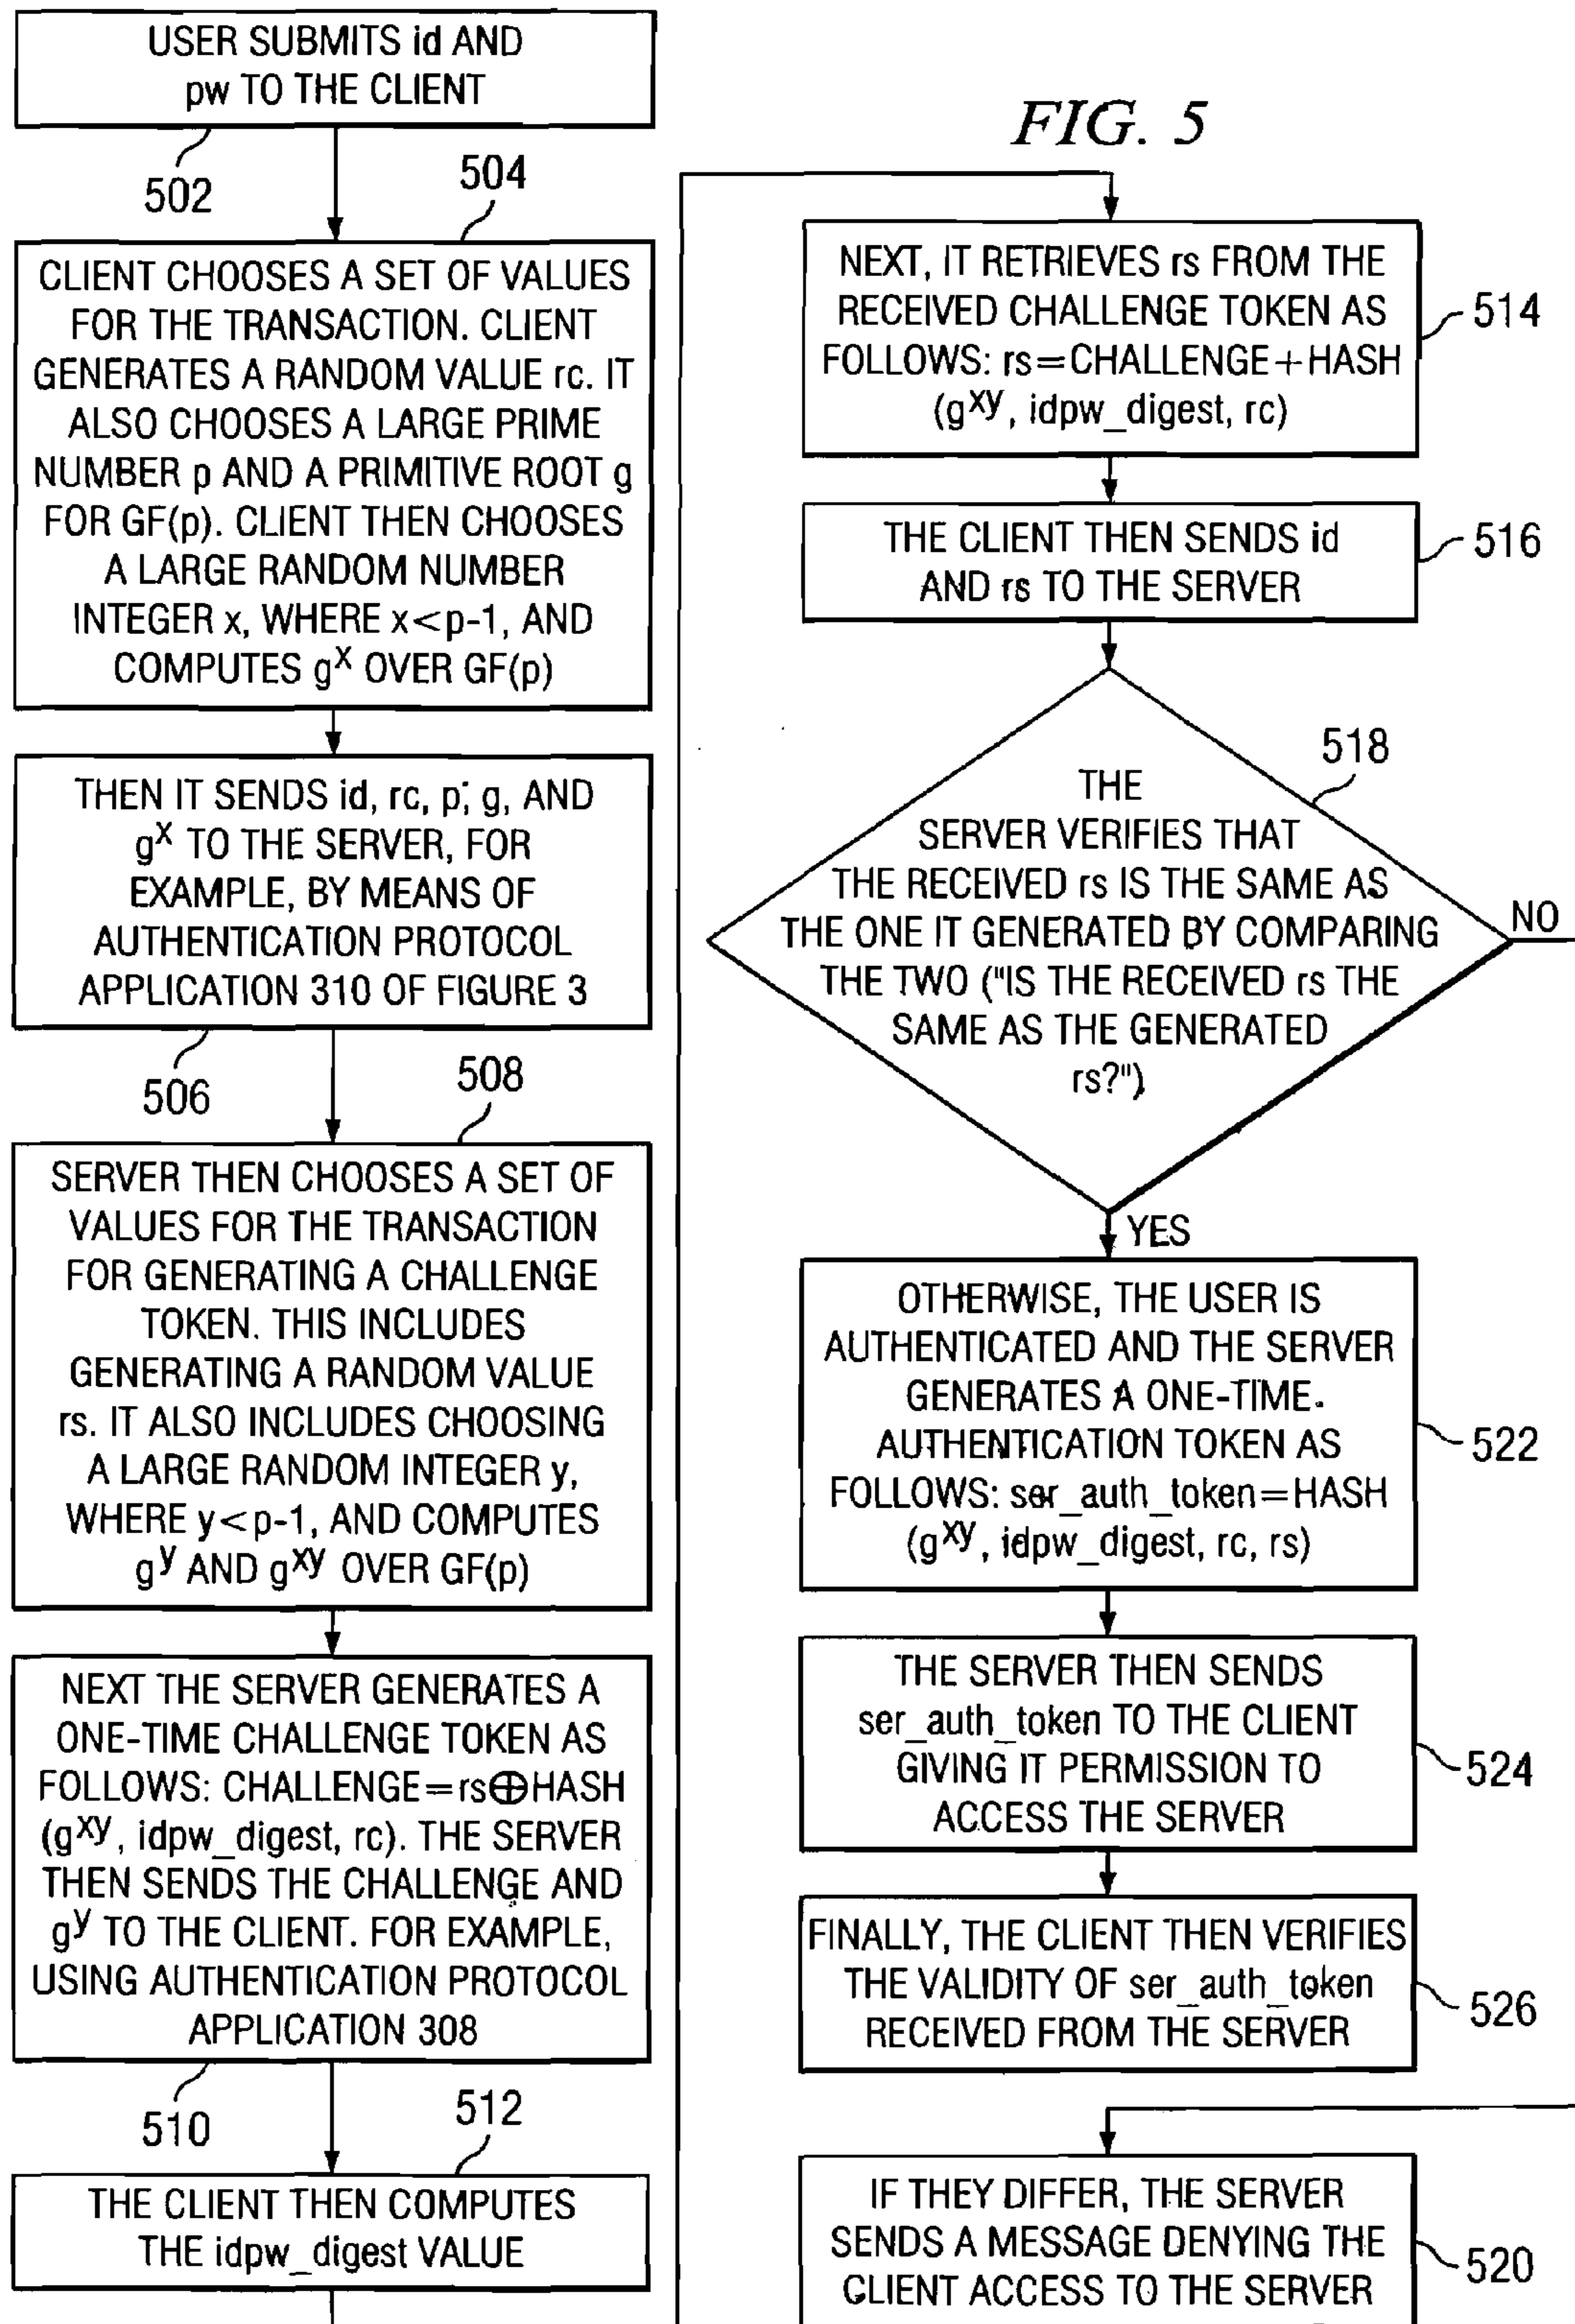 USER SUBMITS id AND
pw TO THE CLIENT
502
504
CLIENT CHOOSES A SET OF VALUES
FOR THE TRANSACTION. CLIENT
GENERATES A RANDOM VALUE rc. IT
ALSO CHOOSES A LARGE PRIME
NUMBER p AND A PRIMITIVE ROOT g
FOR GF(p). CLIENT THEN CHOOSES
A LARGE RANDOM NUMBER
INTEGER x, WHERE x<p-1, AND
COMPUTES gˣ OVER GF(p)
THEN IT SENDS id, rc, p; g, AND
gˣ TO THE SERVER, FOR
EXAMPLE, BY MEANS OF
AUTHENTICATION PROTOCOL
APPLICATION 310 OF FIGURE 3
506
508
SERVER THEN CHOOSES A SET OF
VALUES FOR THE TRANSACTION
FOR GENERATING A CHALLENGE
TOKEN. THIS INCLUDES
GENERATING A RANDOM VALUE
rs. IT ALSO INCLUDES CHOOSING
A LARGE RANDOM INTEGER y,
WHERE y<p-1, AND COMPUTES
gʸ AND gˣʸ OVER GF(p)
NEXT THE SERVER GENERATES A
ONE-TIME CHALLENGE TOKEN AS
FOLLOWS: CHALLENGE=rs⊕HASH
(gˣʸ, idpw_digest, rc). THE SERVER
THEN SENDS THE CHALLENGE AND
gʸ TO THE CLIENT. FOR EXAMPLE,
USING AUTHENTICATION PROTOCOL
APPLICATION 308
510
512
THE CLIENT THEN COMPUTES
THE idpw_digest VALUE
FIG. 5
NEXT, IT RETRIEVES rs FROM THE
RECEIVED CHALLENGE TOKEN AS
FOLLOWS: rs=CHALLENGE+HASH
(gˣʸ, idpw_digest, rc)
514
THE CLIENT THEN SENDS id
AND rs TO THE SERVER
516
518
THE
SERVER VERIFIES THAT
THE RECEIVED rs IS THE SAME AS
THE ONE IT GENERATED BY COMPARING
THE TWO ("IS THE RECEIVED rs THE
SAME AS THE GENERATED
rs?")
NO
YES
OTHERWISE, THE USER IS
AUTHENTICATED AND THE SERVER
GENERATES A ONE-TIME.
AUTHENTICATION TOKEN AS
FOLLOWS: ser_auth_token=HASH
(gˣʸ, idpw_digest, rc, rs)
522
THE SERVER THEN SENDS
ser_auth_token TO THE CLIENT
GIVING IT PERMISSION TO
ACCESS THE SERVER
524
FINALLY, THE CLIENT THEN VERIFIES
THE VALIDITY OF ser_auth_token
RECEIVED FROM THE SERVER
526
IF THEY DIFFER, THE SERVER
SENDS A MESSAGE DENYING THE
CLIENT ACCESS TO THE SERVER
520